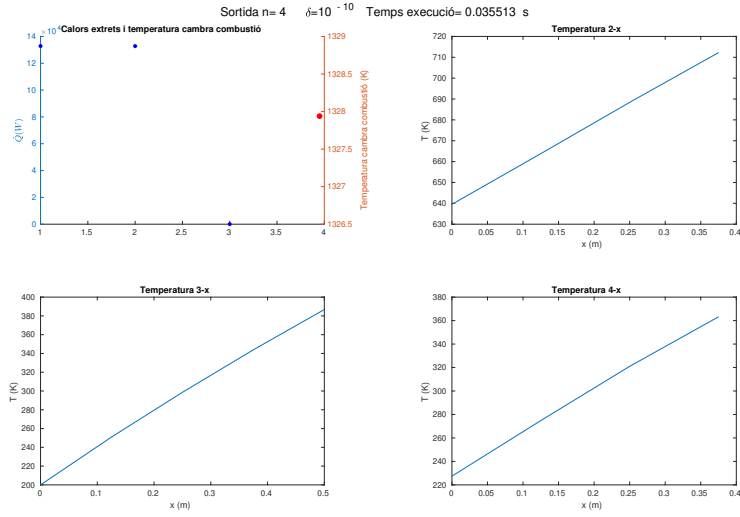 Sortida n= 4 δ=10 -10 Temps execució= 0.035513 s
×10⁴ Calors extrets i temperatura cambra combustió
14
12
10
8
6
4
2
0
Q̇(W)
1 1.5 2 2.5 3 3.5 4
1329
1328.5
1328
1327.5
1327
1326.5
Temperatura cambra combustió (K)
Temperatura 2-x
720
710
700
690
680
670
660
650
640
630
T (K)
0 0.05 0.1 0.15 0.2 0.25 0.3 0.35 0.4
x (m)
Temperatura 3-x
400
380
360
340
320
300
280
260
240
220
200
T (K)
0 0.1 0.2 0.3 0.4 0.5
x (m)
Temperatura 4-x
380
360
340
320
300
280
260
240
220
T (K)
0 0.05 0.1 0.15 0.2 0.25 0.3 0.35 0.4
x (m)